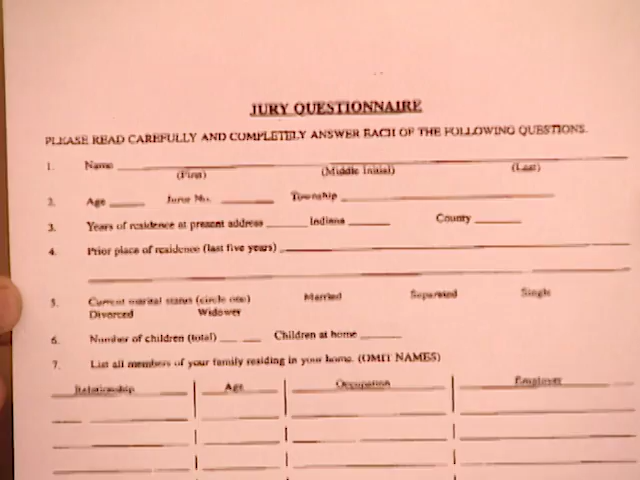 JURY QUESTIONNAIRE
PLEASE READ CAREFULLY AND COMPLETELY ANSWER EACH OF THE FOLLOWING QUESTIONS.
1. Name
(First) (Middle Initial) (Last)
2. Age Juror No. Township
3. Years of residence at present address Indiana County
4. Prior place of residence (last five years)
5. Current marital status (circle one) Married Separated Single
Divorced Widower
6. Number of children (total) Children at home
7. List all members of your family residing in your home. (OMIT NAMES)
Relationship Age Occupation Employer